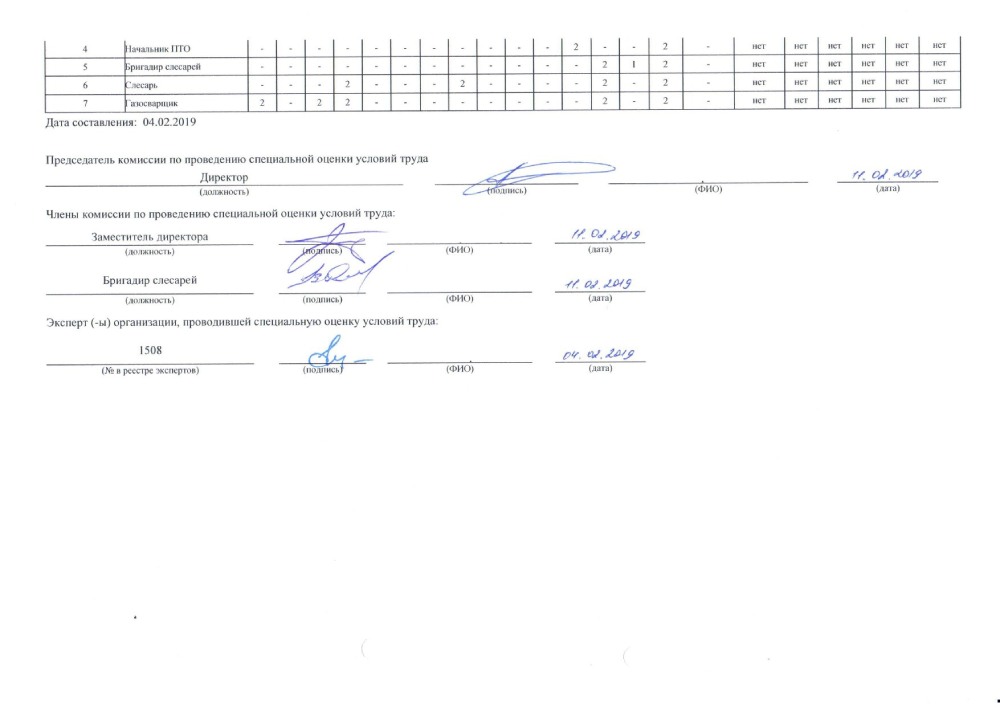 4 Начальник ПТО - - - - - - - - - - - 2 - - 2 - нет нет нет нет нет нет
5 Бригадир слесарей - - - - - - - - - - - - 2 1 2 - нет нет нет нет нет нет
6 Слесарь - - - 2 - - - 2 - - - - 2 - 2 - нет нет нет нет нет нет
7 Газосварщик 2 - 2 2 - - - - - - - - 2 - 2 - нет нет нет нет нет нет
Дата составления: 04.02.2019
Председатель комиссии по проведению специальной оценки условий труда
Директор 11.02.2019
(должность) (подпись) (ФИО) (дата)
Члены комиссии по проведению специальной оценки условий труда:
Заместитель директора 11.02.2019
(должность) (подпись) (ФИО) (дата)
Бригадир слесарей 11.02.2019
(должность) (подпись) (ФИО) (дата)
Эксперт (-ы) организации, проводившей специальную оценку условий труда:
1508 04.02.2019
(№ в реестре экспертов) (подпись) (ФИО) (дата)